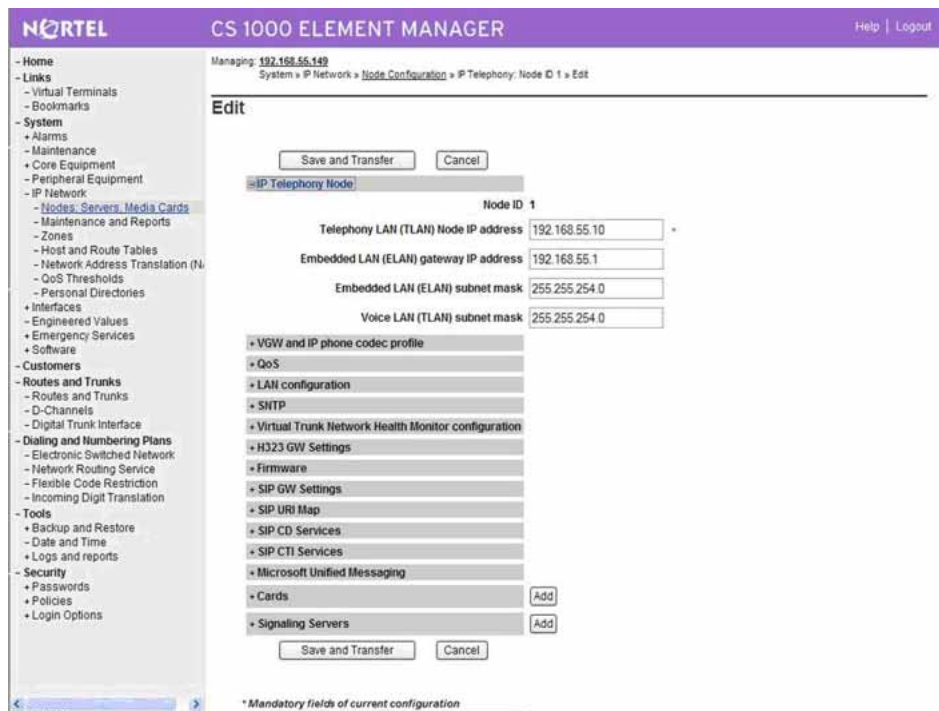 NORTEL
CS 1000 ELEMENT MANAGER
Help | Logout
- Home
- Links
- Virtual Terminals
- Bookmarks
- System
+ Alarms
- Maintenance
+ Core Equipment
- Peripheral Equipment
- IP Network
- Nodes: Servers, Media Cards
- Maintenance and Reports
- Zones
- Host and Route Tables
- Network Address Translation (N
- QoS Thresholds
- Personal Directories
+ Interfaces
- Engineered Values
+ Emergency Services
+ Software
- Customers
- Routes and Trunks
- Routes and Trunks
- D-Channels
- Digital Trunk Interface
- Dialing and Numbering Plans
- Electronic Switched Network
- Network Routing Service
- Flexible Code Restriction
- Incoming Digit Translation
- Tools
+ Backup and Restore
- Date and Time
+ Logs and reports
- Security
+ Passwords
+ Policies
+ Login Options
Managing: 192.168.55.149
System » IP Network » Node Configuration » IP Telephony: Node ID 1 » Edit
Edit
Save and Transfer Cancel
- IP Telephony Node
Node ID 1
Telephony LAN (TLAN) Node IP address 192.168.55.10 *
Embedded LAN (ELAN) gateway IP address 192.168.55.1
Embedded LAN (ELAN) subnet mask 255.255.254.0
Voice LAN (TLAN) subnet mask 255.255.254.0
+ VGW and IP phone codec profile
+ QoS
+ LAN configuration
+ SNTP
+ Virtual Trunk Network Health Monitor configuration
+ H323 GW Settings
+ Firmware
+ SIP GW Settings
+ SIP URI Map
+ SIP CD Services
+ SIP CTI Services
+ Microsoft Unified Messaging
+ Cards Add
+ Signaling Servers Add
Save and Transfer Cancel
* Mandatory fields of current configuration